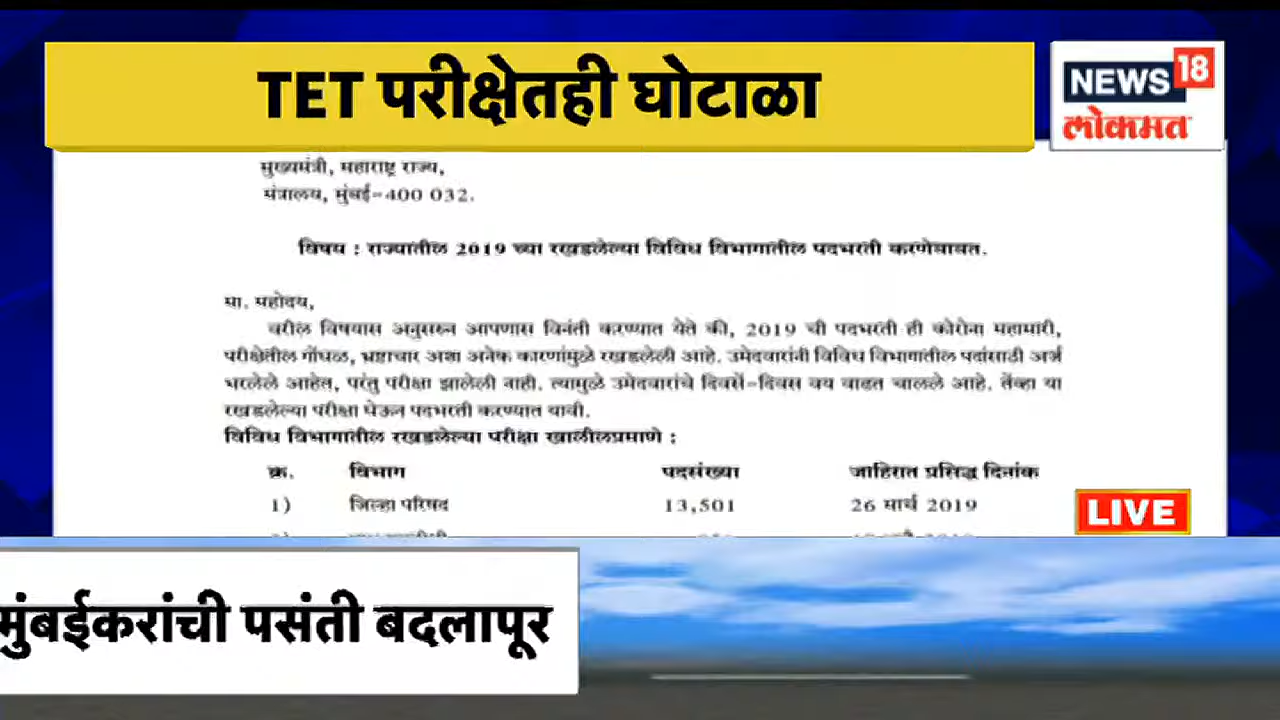 TET परीक्षेतही घोटाळा
NEWS 18
लोकमत
मुख्यमंत्री, महाराष्ट्र राज्य,
मंत्रालय, मुंबई-400 032.
विषय : राज्यातील 2019 च्या रखडलेल्या विविध विभागातील पदभरती करणेबाबत.
मा. महोदय,
वरील विषयास अनुसरून आपणास विनंती करण्यात येते की, 2019 ची पदभरती ही कोरोना महामारी,
परीक्षेतील गोंधळ, भ्रष्टाचार अशा अनेक कारणांमुळे रखडलेली आहे. उमेदवारांनी विविध विभागातील पदांसाठी अर्ज
भरलेले आहेत, परंतु परीक्षा झालेली नाही. त्यामुळे उमेदवारांचे दिवसें-दिवस वय वाढत चालले आहे. तेंव्हा या
रखडलेल्या परीक्षा घेऊन पदभरती करण्यात यावी.
विविध विभागातील रखडलेल्या परीक्षा खालीलप्रमाणे :
क्र. विभाग पदसंख्या जाहिरात प्रसिद्ध दिनांक
1) जिल्हा परिषद 13,501 26 मार्च 2019
LIVE
मुंबईकरांची पसंती बदलापूर